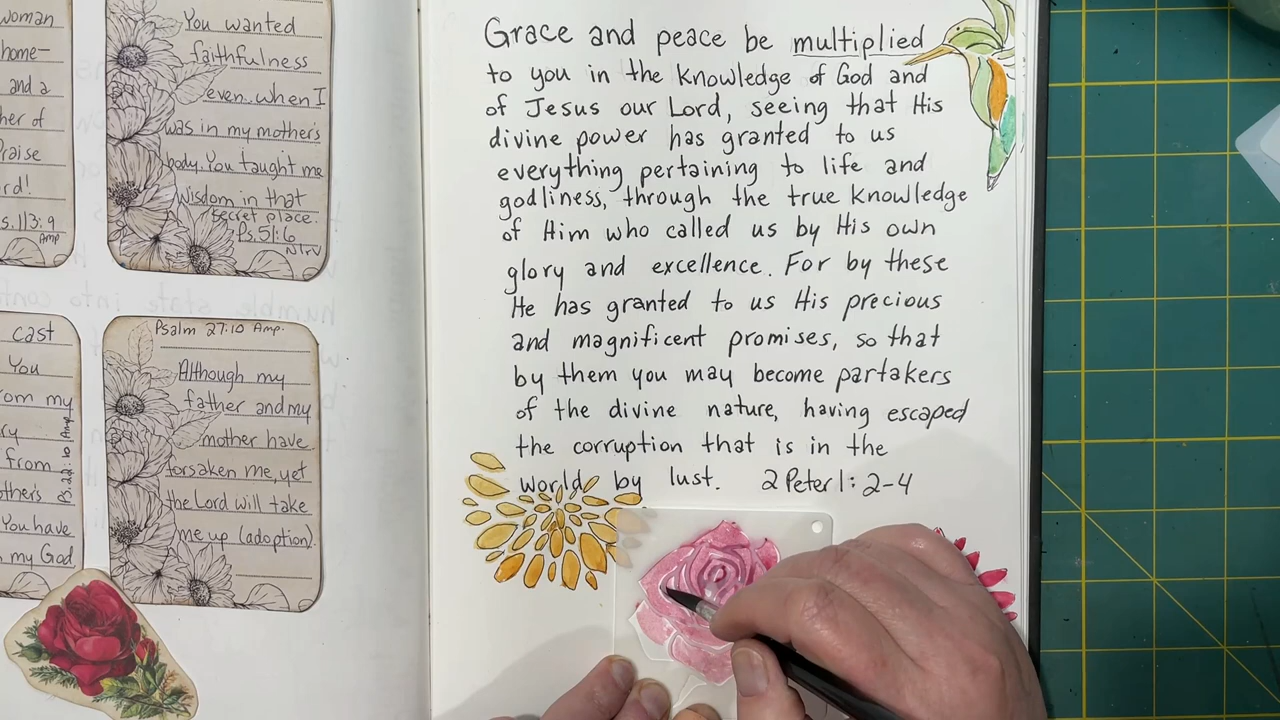 woman
home-
and a
her of
Praise
rd!
s. 113:9
Amp
You wanted
faithfulness
even when I
was in my mother's
body. You taught me
wisdom in that
secret place.
Ps. 51:6
NIrV
cast
You
rom my
ry
from
other's
You have
my God
Ps. 22:10 Amp
Psalm 27:10 Amp.
Although my
father and my
mother have
forsaken me, yet
the Lord will take
me up (adoption).
Grace and peace be multiplied
to you in the knowledge of God and
of Jesus our Lord, seeing that His
divine power has granted to us
everything pertaining to life and
godliness, through the true knowledge
of Him who called us by His own
glory and excellence. For by these
He has granted to us His precious
and magnificent promises, so that
by them you may become partakers
of the divine nature, having escaped
the corruption that is in the
world by lust. 2 Peter 1: 2-4